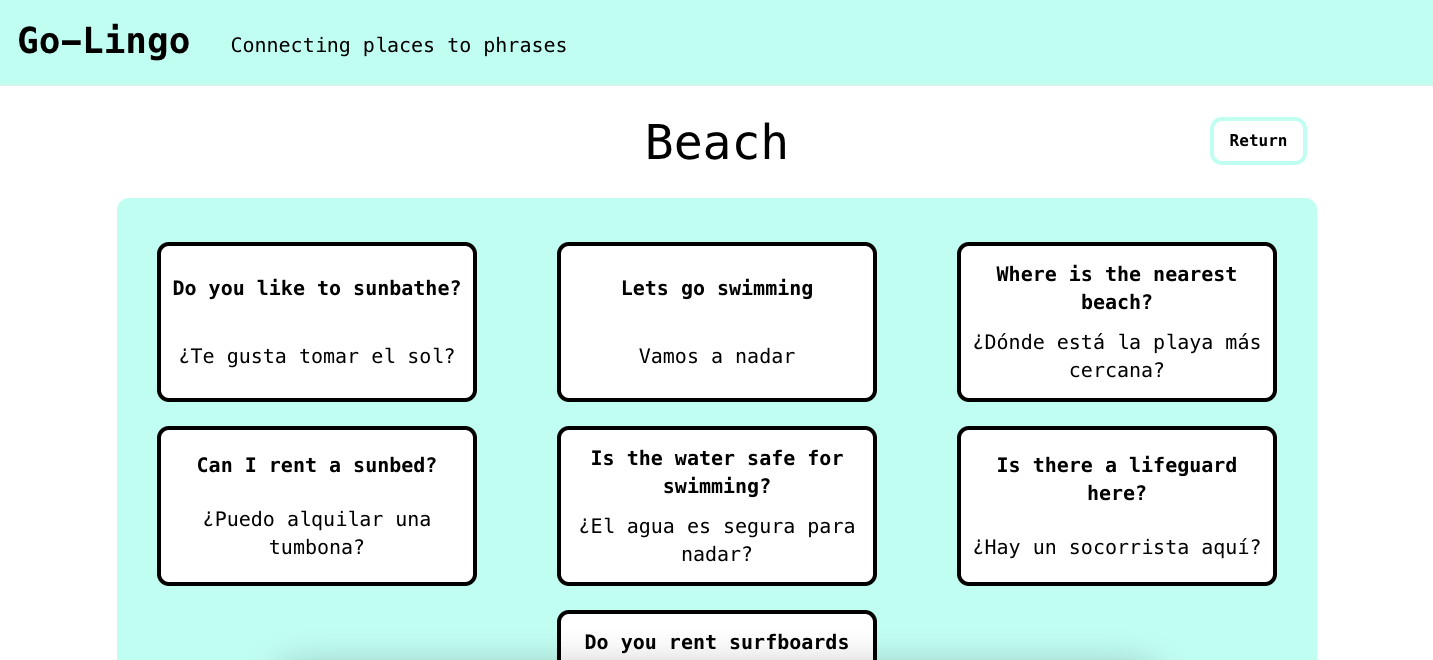 Go–Lingo
Connecting places to phrases
Beach
Return
Do you like to sunbathe?
¿Te gusta tomar el sol?
Lets go swimming
Vamos a nadar
Where is the nearest
beach?
¿Dónde está la playa más
cercana?
Can I rent a sunbed?
¿Puedo alquilar una
tumbona?
Is the water safe for
swimming?
¿El agua es segura para
nadar?
Is there a lifeguard
here?
¿Hay un socorrista aquí?
Do you rent surfboards